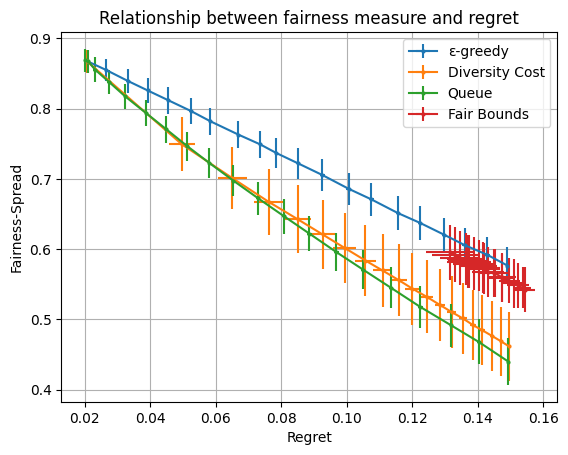 Relationship between fairness measure and regret
0.9
0.8
0.7
0.6
0.5
0.4
Fairness-Spread
ε-greedy
Diversity Cost
Queue
Fair Bounds
0.02 0.04 0.06 0.08 0.10 0.12 0.14 0.16
Regret